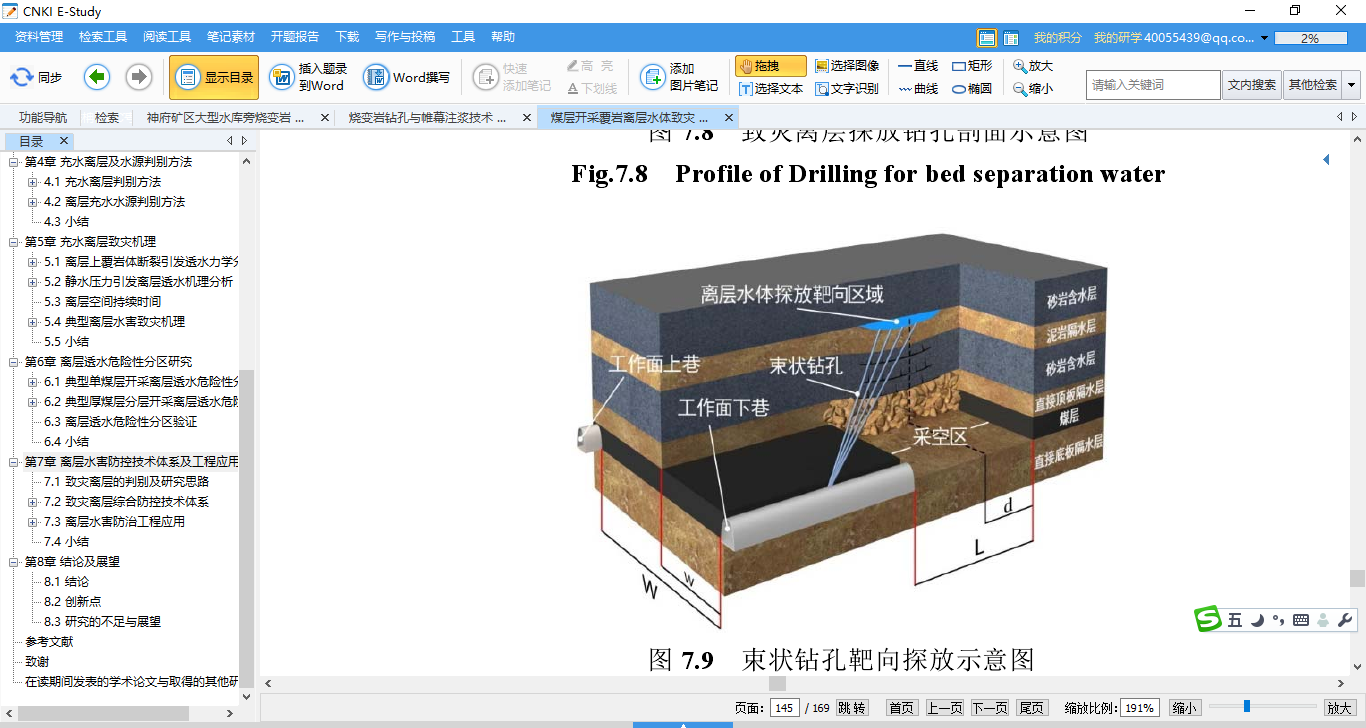 CNKI E-Study
资料管理 检索工具 阅读工具 笔记素材 开题报告 下载 写作与投稿 工具 帮助 我的积分 我的研学 40055439@qq.co... 2%
同步 显示目录 插入题录到Word Word撰写 快速添加笔记 高 亮 下划线 添加图片笔记 拖拽 选择文本 选择图像 文字识别 直线 曲线 矩形 椭圆 放大 缩小 请输入关键词 文内搜索 其他检索
功能导航 检索 神府矿区大型水库旁烧变岩 ... 烧变岩钻孔与帷幕注浆技术 ... 煤层开采覆岩离层水体致灾 ...
目录
第4章 充水离层及水源判别方法
4.1 充水离层判别方法
4.2 离层充水水源判别方法
4.3 小结
第5章 充水离层致灾机理
5.1 离层上覆岩体断裂引发透水力学分
5.2 静水压力引发离层透水机理分析
5.3 离层空间持续时间
5.4 典型离层水害致灾机理
5.5 小结
第6章 离层透水危险性分区研究
6.1 典型单煤层开采离层透水危险性分
6.2 典型厚煤层分层开采离层透水危险
6.3 离层透水危险性分区验证
6.4 小结
第7章 离层水害防控技术体系及工程应用
7.1 致灾离层的判别及研究思路
7.2 致灾离层综合防控技术体系
7.3 离层水害防治工程应用
7.4 小结
第8章 结论及展望
8.1 结论
8.2 创新点
8.3 研究的不足与展望
参考文献
致谢
在读期间发表的学术论文与取得的其他研
图 7.8 致灾离层探放钻孔剖面示意图
Fig.7.8 Profile of Drilling for bed separation water
离层水体探放靶向区域
砂岩含水层
泥岩隔水层
工作面上巷
束状钻孔
砂岩含水层
直接顶板隔水层
工作面下巷
煤层
采空区
直接底板隔水层
d
L
W
W
图 7.9 束状钻孔靶向探放示意图
五
页面: 145 / 169 跳 转 首页 上一页 下一页 尾页 缩放比例: 191% 缩小 放大